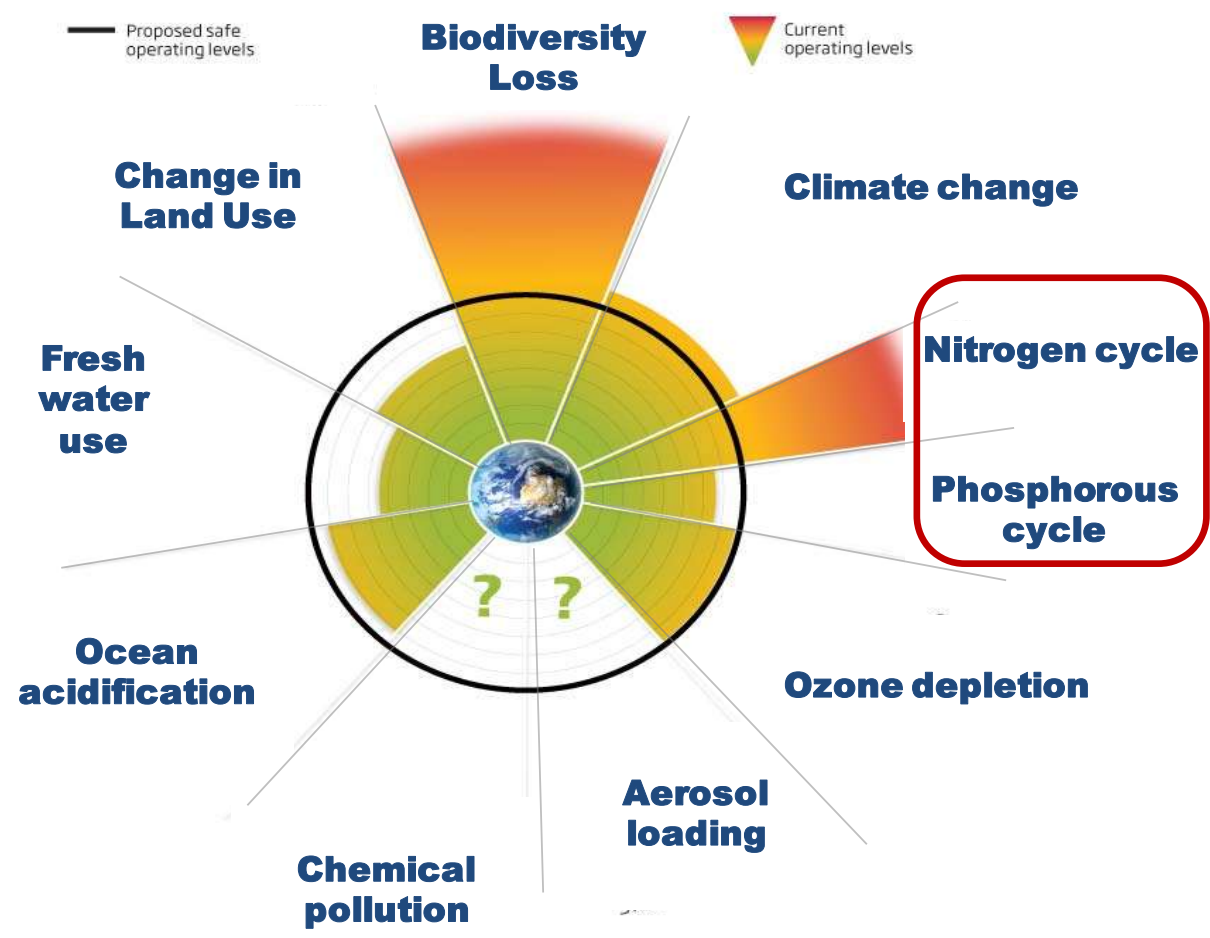 Proposed safe
operating levels
Biodiversity
Loss
Current
operating levels
Change in
Land Use
Climate change
Fresh
water
use
Nitrogen cycle
Phosphorous
cycle
? ?
Ocean
acidification
Ozone depletion
Aerosol
loading
Chemical
pollution